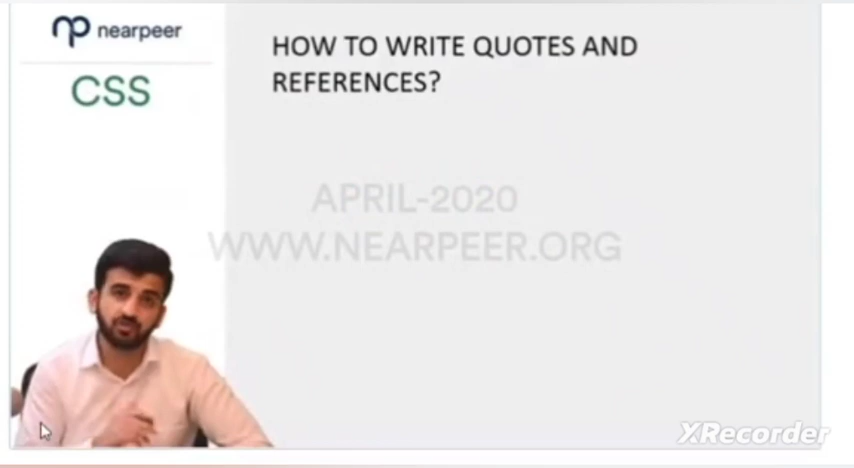 nearpeer
CSS
HOW TO WRITE QUOTES AND
REFERENCES?
APRIL-2020
WWW.NEARPEER.ORG
XRecorder